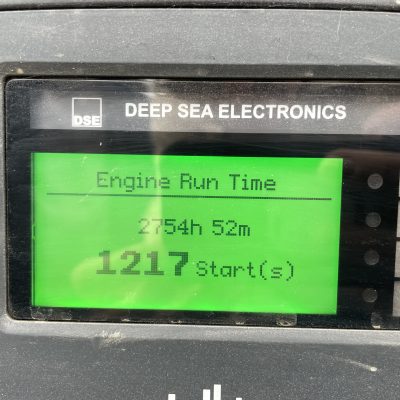 DSE DEEP SEA ELECTRONICS
Engine Run Time
2754h 52m
1217 Start(s)